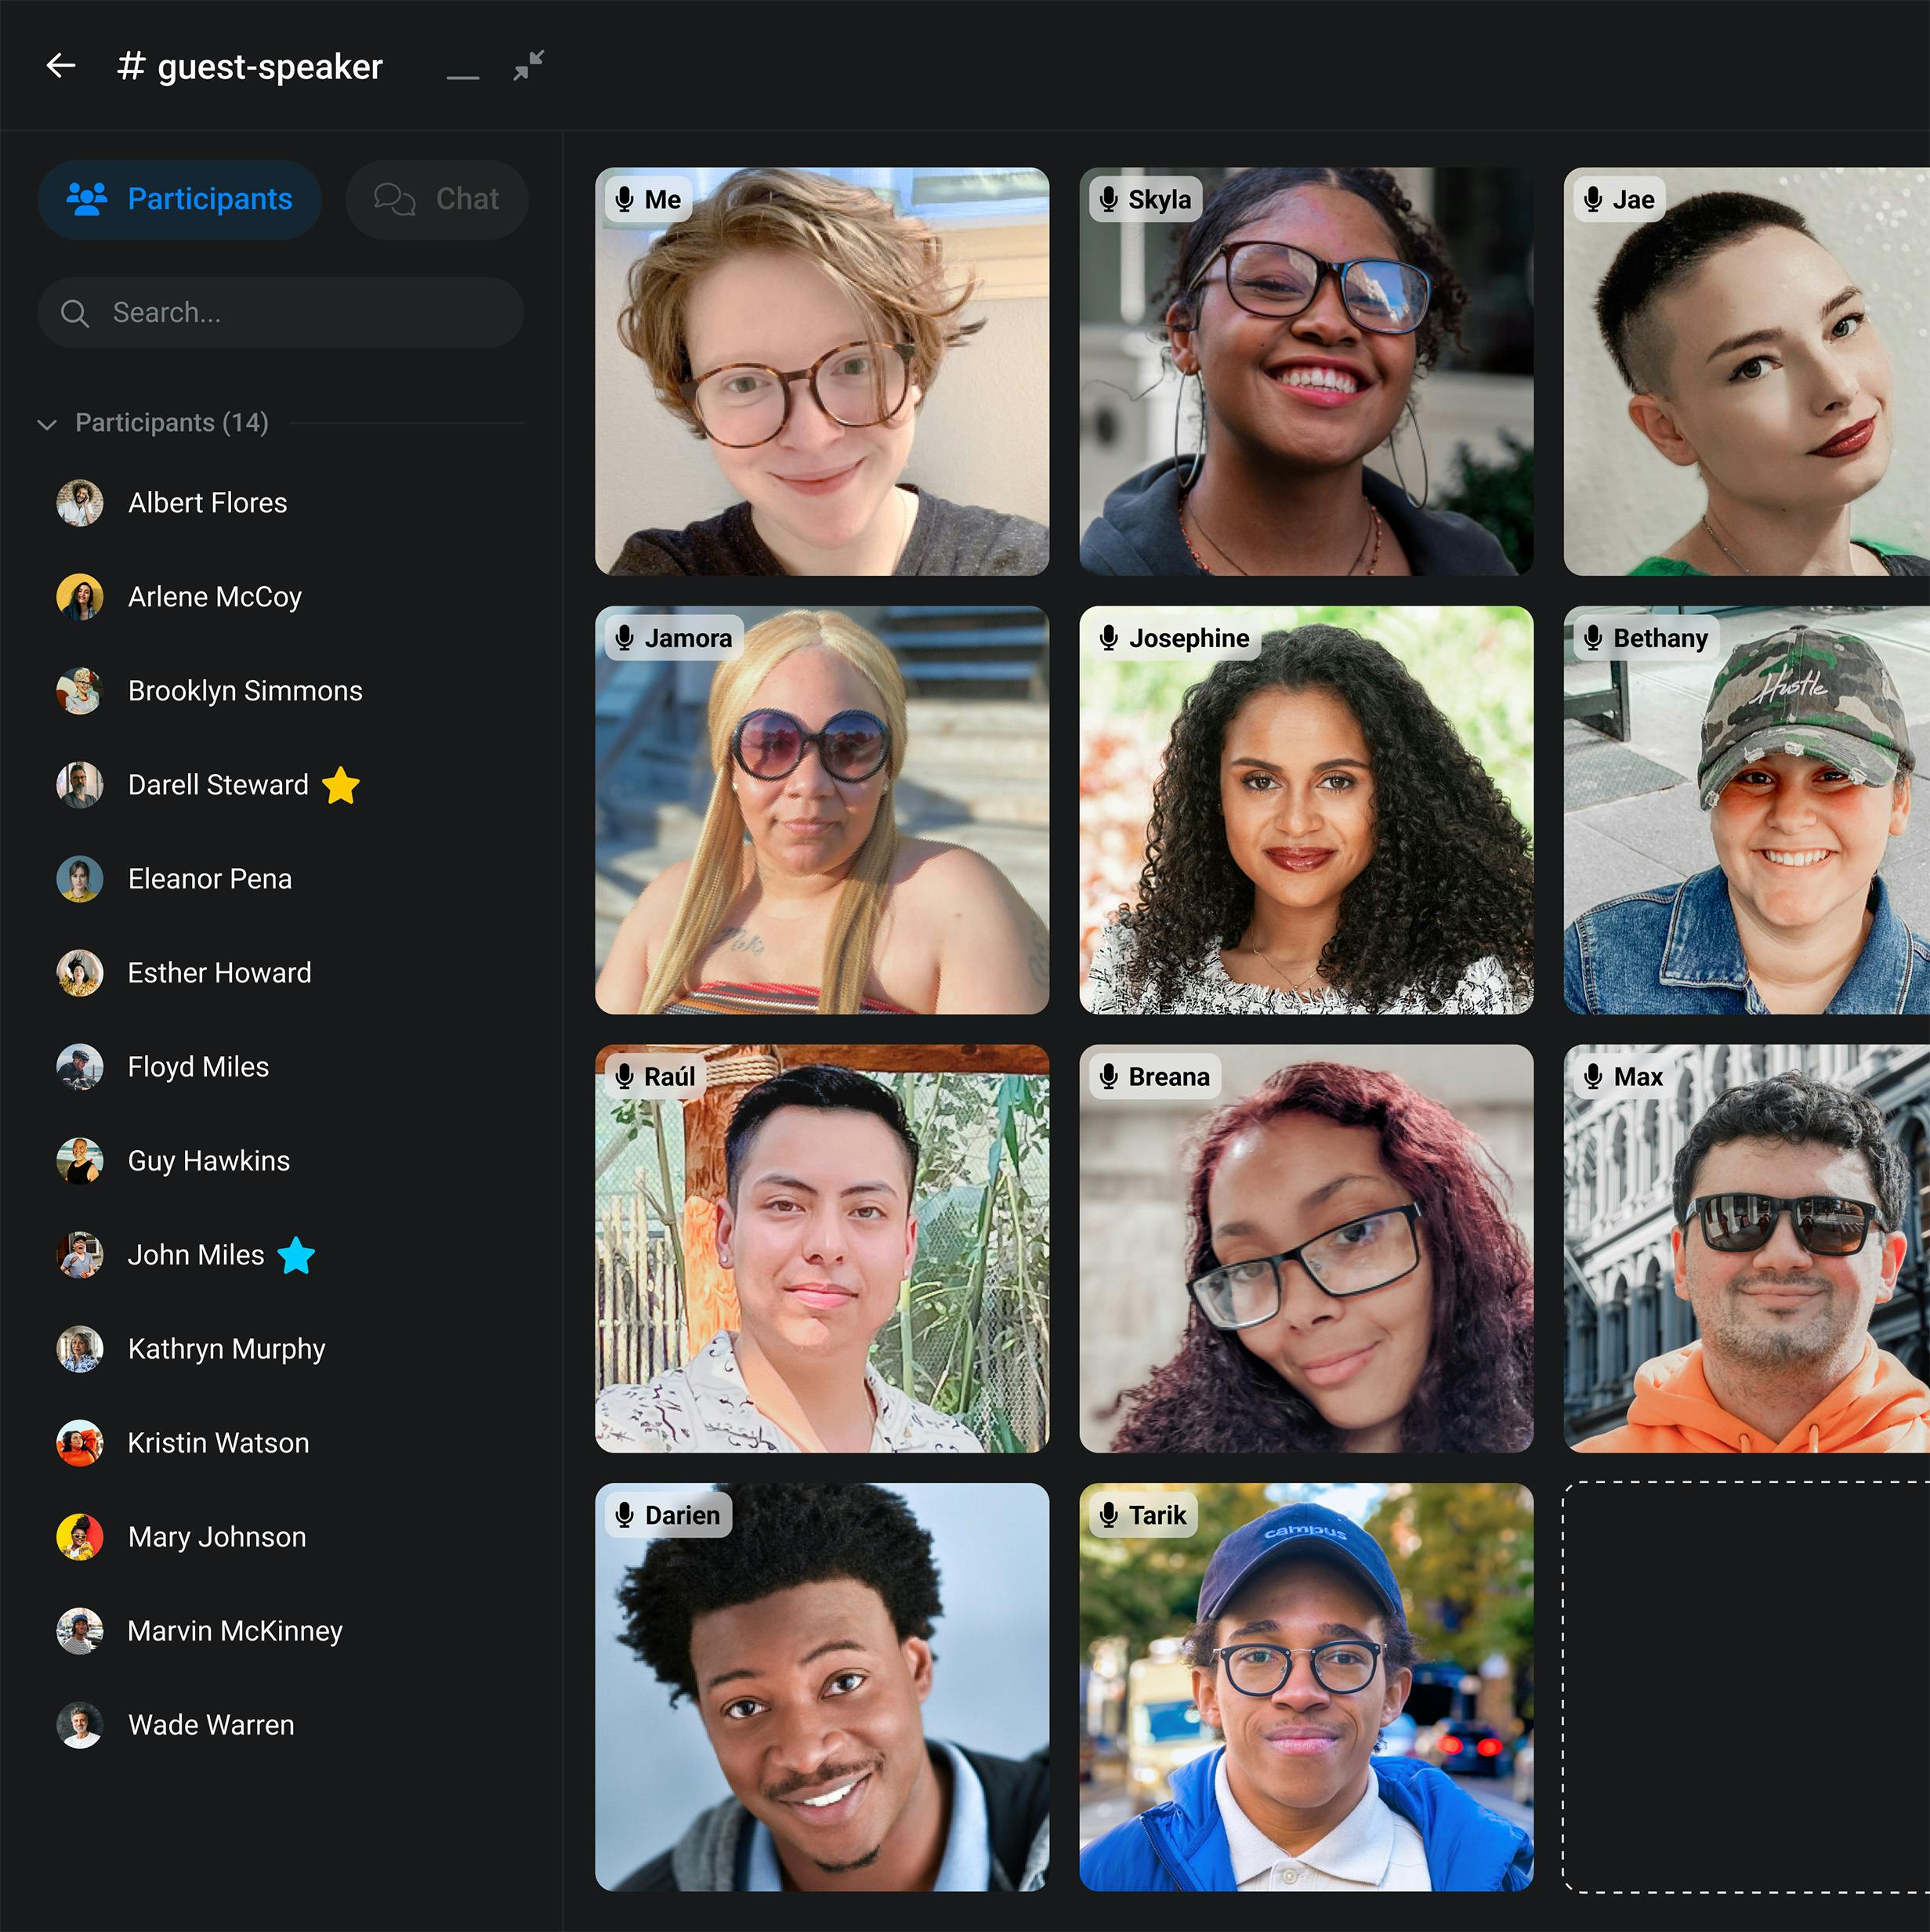 # guest-speaker
Participants
Chat
Search...
Participants (14)
Albert Flores
Arlene McCoy
Brooklyn Simmons
Darell Steward
Eleanor Pena
Esther Howard
Floyd Miles
Guy Hawkins
John Miles
Kathryn Murphy
Kristin Watson
Mary Johnson
Marvin McKinney
Wade Warren
Me
Skyla
Jae
Jamora
Josephine
Bethany
Hustle
Raúl
Breana
Max
Darien
Tarik
campus